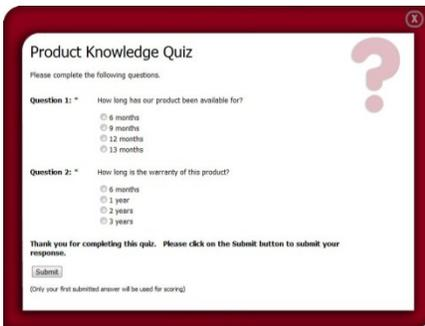 X
Product Knowledge Quiz
?
Please complete the following questions.
Question 1: * How long has our product been available for?
6 months
9 months
12 months
13 months
Question 2: * How long is the warranty of this product?
6 months
1 year
2 years
3 years
Thank you for completing this quiz. Please click on the Submit button to submit your
response.
Submit
(Only your first submitted answer will be used for scoring)